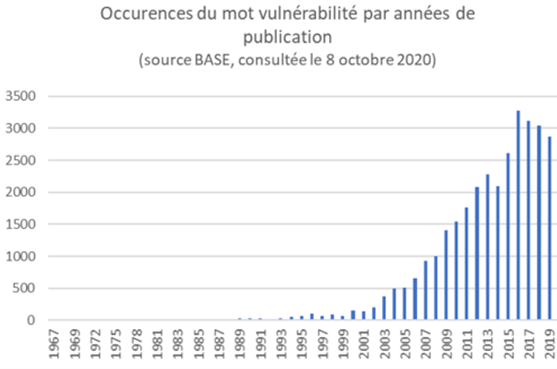 Occurences du mot vulnérabilité par années de
publication
(source BASE, consultée le 8 octobre 2020)
3500
3000
2500
2000
1500
1000
500
0
1967 1969 1972 1975 1978 1981 1983 1985 1987 1989 1991 1993 1995 1997 1999 2001 2003 2005 2007 2009 2011 2013 2015 2017 2019